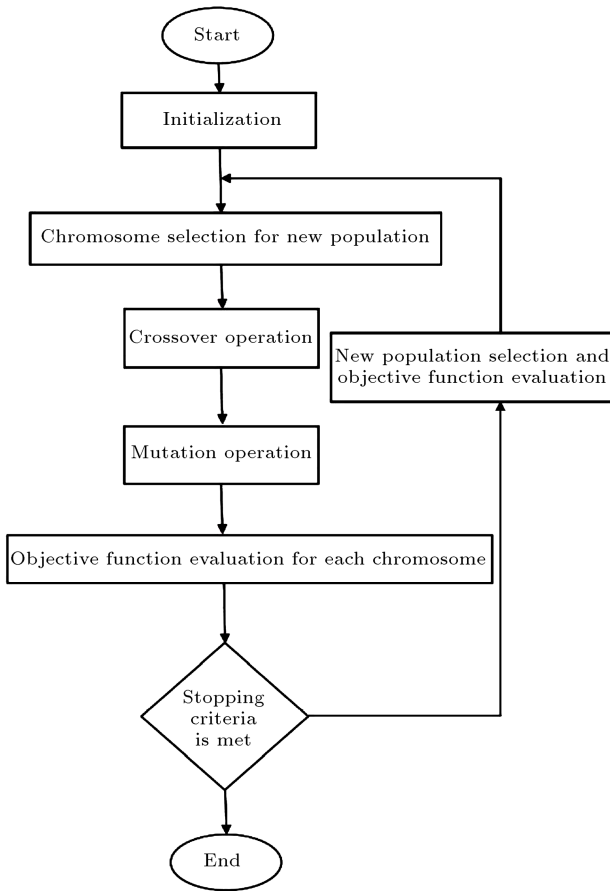 Start
Initialization
Chromosome selection for new population
Crossover operation
New population selection and
objective function evaluation
Mutation operation
Objective function evaluation for each chromosome
Stopping
criteria
is met
End